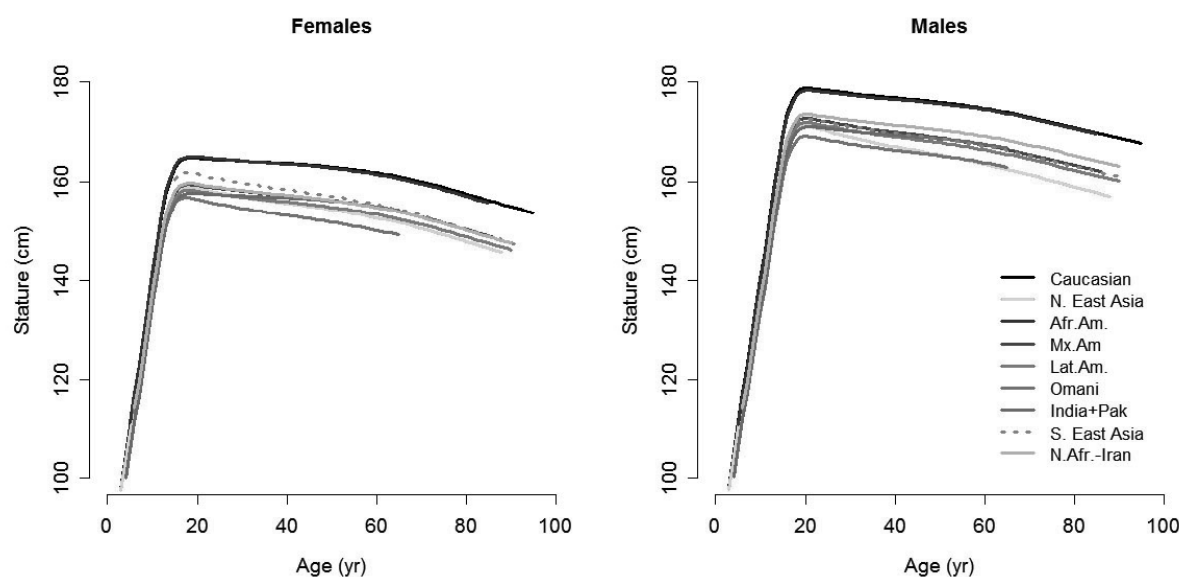 Females
Stature (cm)
180
160
140
120
100
0
20
40
60
80
100
Age (yr)
Males
Stature (cm)
180
160
140
120
100
0
20
40
60
80
100
Age (yr)
Caucasian
N. East Asia
Afr.Am.
Mx.Am
Lat.Am.
Omani
India+Pak
S. East Asia
N.Afr.-Iran